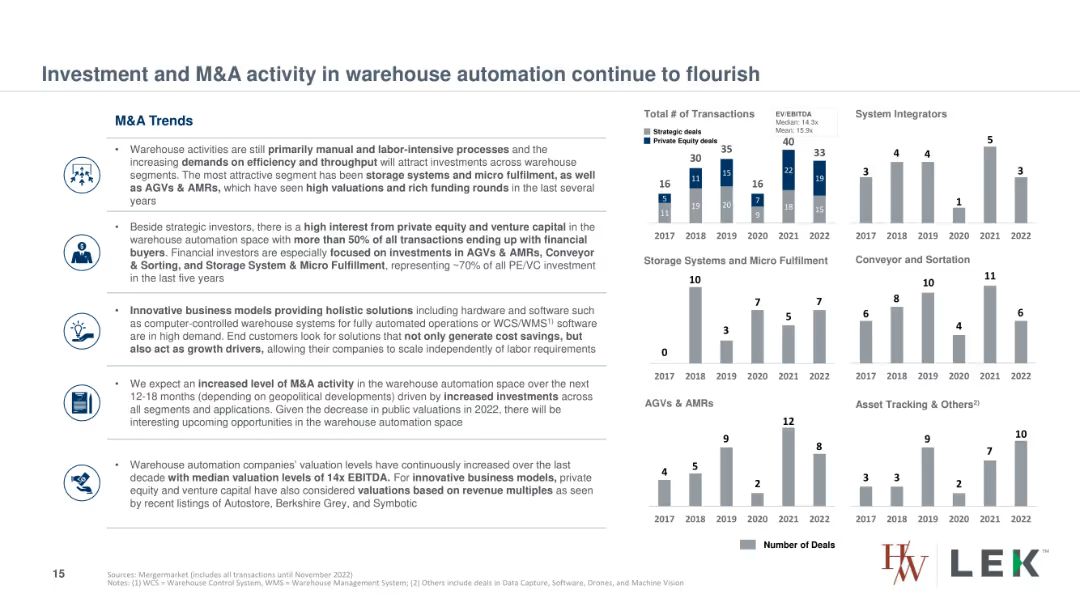 Investment and M&A activity in warehouse automation continue to flourish
M&A Trends
• Warehouse activities are still primarily manual and labor-intensive processes and the
increasing demands on efficiency and throughput will attract investments across warehouse
segments. The most attractive segment has been storage systems and micro fulfilment, as well
as AGVs & AMRs, which have seen high valuations and rich funding rounds in the last several
years
• Beside strategic investors, there is a high interest from private equity and venture capital in the
warehouse automation space with more than 50% of all transactions ending up with financial
buyers. Financial investors are especially focused on investments in AGVs & AMRs, Conveyor
& Sorting, and Storage System & Micro Fulfillment, representing ~70% of all PE/VC investment
in the last five years
• Innovative business models providing holistic solutions including hardware and software such
as computer-controlled warehouse systems for fully automated operations or WCS/WMS1) software
are in high demand. End customers look for solutions that not only generate cost savings, but
also act as growth drivers, allowing their companies to scale independently of labor requirements
• We expect an increased level of M&A activity in the warehouse automation space over the next
12-18 months (depending on geopolitical developments) driven by increased investments across
all segments and applications. Given the decrease in public valuations in 2022, there will be
interesting upcoming opportunities in the warehouse automation space
• Warehouse automation companies' valuation levels have continuously increased over the last
decade with median valuation levels of 14x EBITDA. For innovative business models, private
equity and venture capital have also considered valuations based on revenue multiples as seen
by recent listings of Autostore, Berkshire Grey, and Symbotic
Total # of Transactions
EV/EBITDA
Median: 14.3x
Mean: 15.9x
Strategic deals
Private Equity deals
16 30 35 16 40 33
5 11 15 7 22 19
11 19 20 9 18 15
2017 2018 2019 2020 2021 2022
System Integrators
3 4 4 1 5 3
2017 2018 2019 2020 2021 2022
Storage Systems and Micro Fulfilment
0 10 3 7 5 7
2017 2018 2019 2020 2021 2022
Conveyor and Sortation
6 8 10 4 11 6
2017 2018 2019 2020 2021 2022
AGVs & AMRs
4 5 9 2 12 8
2017 2018 2019 2020 2021 2022
Asset Tracking & Others2)
3 3 9 2 7 10
2017 2018 2019 2020 2021 2022
Number of Deals
HW
LEK™
15
Sources: Mergermarket (includes all transactions until November 2022)
Notes: (1) WCS = Warehouse Control System, WMS = Warehouse Management System; (2) Others include deals in Data Capture, Software, Drones, and Machine Vision